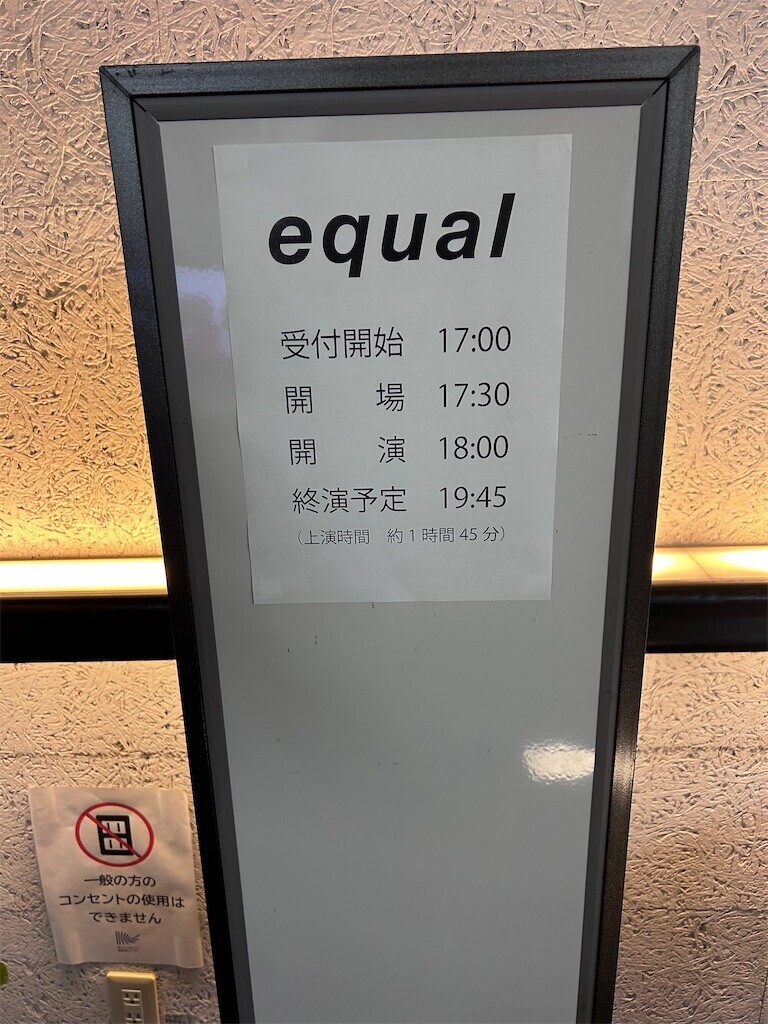 equal
受付開始 17:00
開 場 17:30
開 演 18:00
終演予定 19:45
（上演時間 約1時間45分）
一般の方の
コンセントの使用は
できません